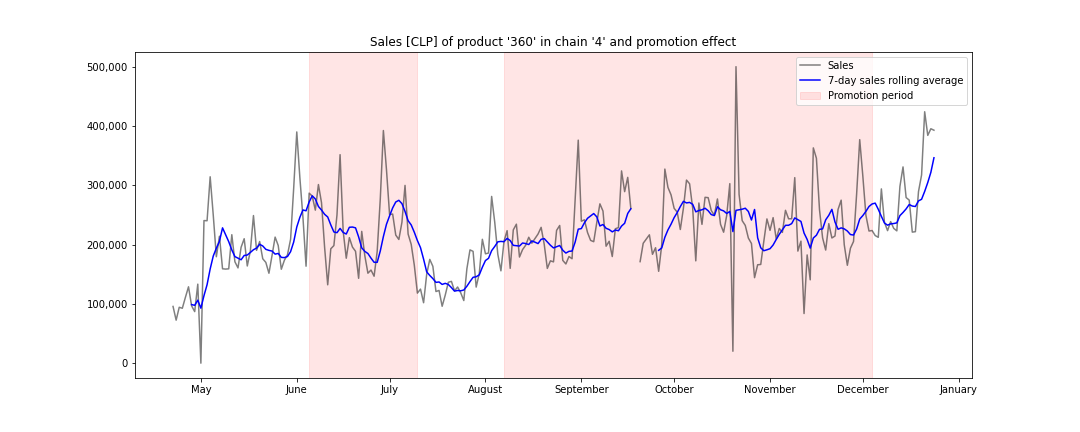 Sales [CLP] of product '360' in chain '4' and promotion effect
500,000
400,000
300,000
200,000
100,000
0
Sales
7-day sales rolling average
Promotion period
May June July August September October November December January